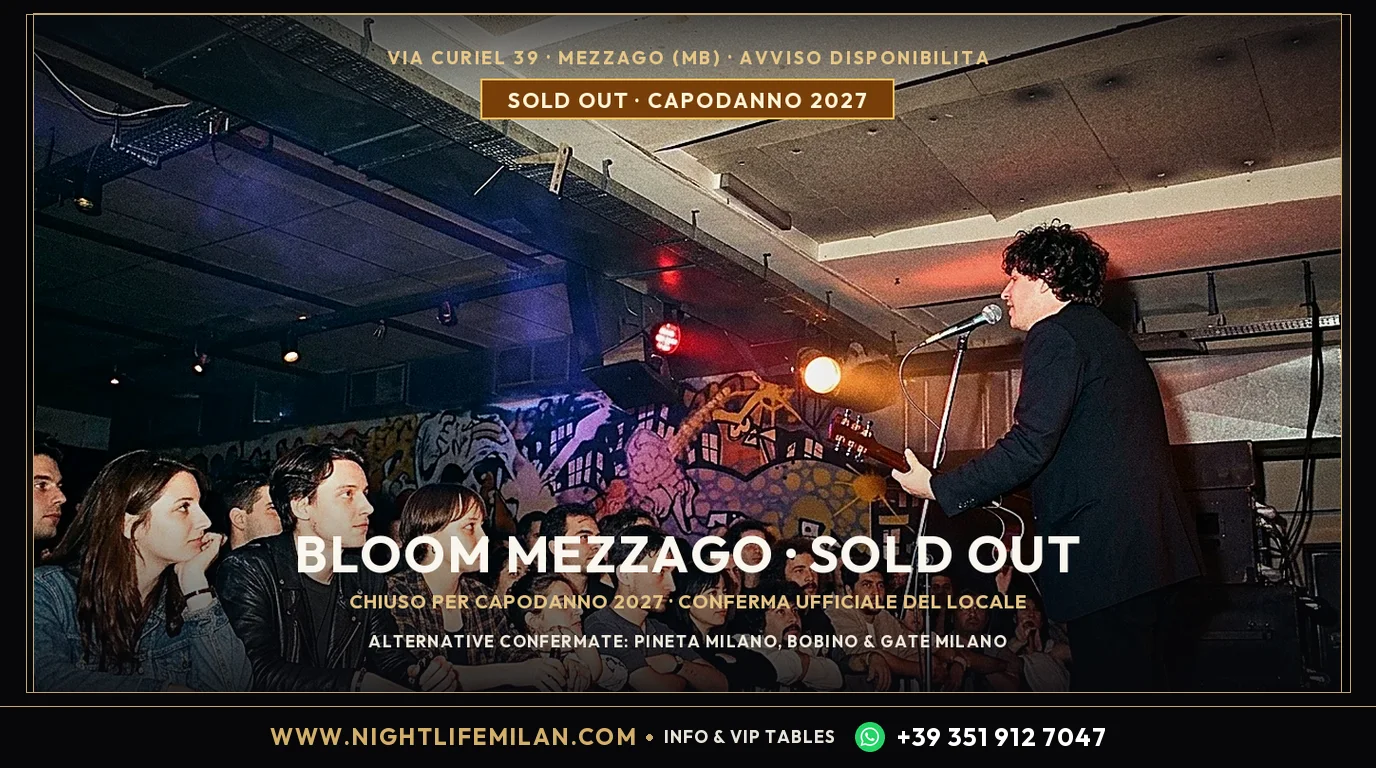 VIA CURIEL 39 · MEZZAGO (MB) · AVVISO DISPONIBILITA
SOLD OUT · CAPODANNO 2027
BLOOM MEZZAGO · SOLD OUT
CHIUSO PER CAPODANNO 2027 · CONFERMA UFFICIALE DEL LOCALE
ALTERNATIVE CONFERMATE: PINETA MILANO, BOBINO & GATE MILANO
WWW.NIGHTLIFEMILAN.COM • INFO & VIP TABLES +39 351 912 7047